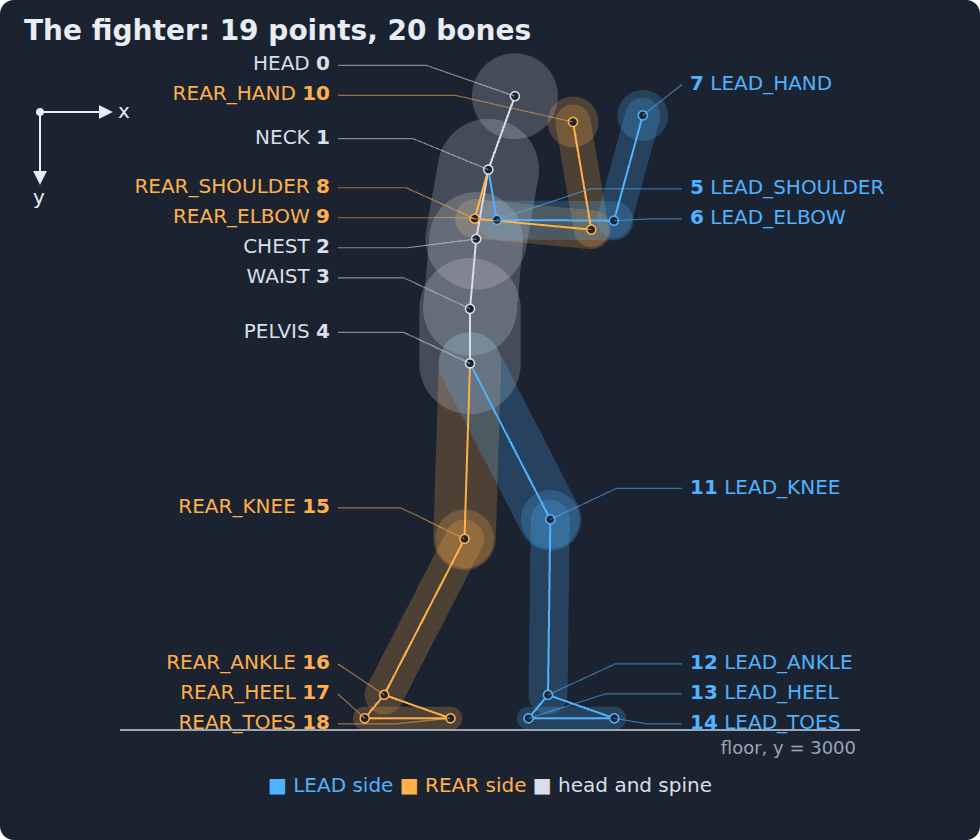 The fighter: 19 points, 20 bones
HEAD 0
REAR_HAND 10
7 LEAD_HAND
x
NECK 1
y
REAR_SHOULDER 8
5 LEAD_SHOULDER
REAR_ELBOW 9
6 LEAD_ELBOW
CHEST 2
WAIST 3
PELVIS 4
11 LEAD_KNEE
REAR_KNEE 15
REAR_ANKLE 16
12 LEAD_ANKLE
REAR_HEEL 17
13 LEAD_HEEL
REAR_TOES 18
14 LEAD_TOES
floor, y = 3000
LEAD side REAR side head and spine